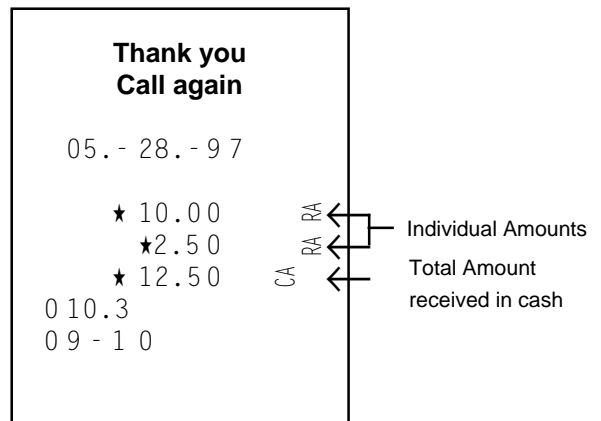 Thank you
Call again
05.-28.-97
★ 10.00 RA
★2.50 RA
Individual Amounts
★ 12.50 CA
Total Amount
received in cash
010.3
09-10